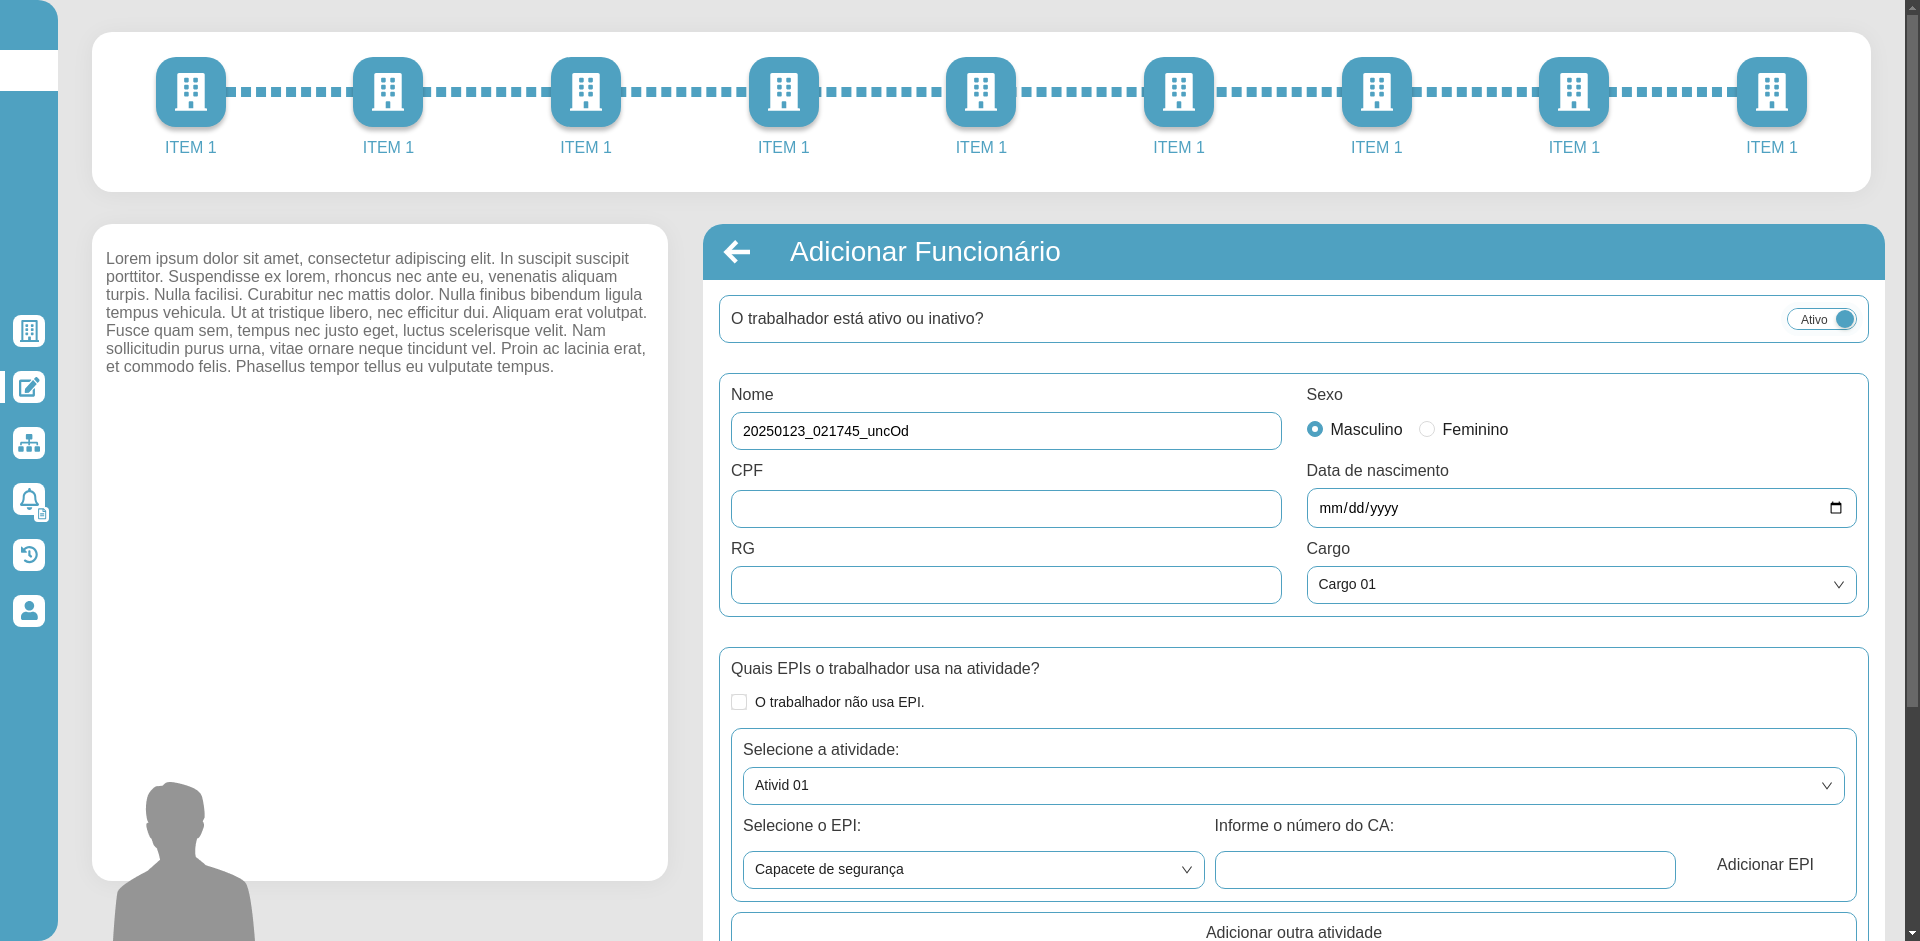 ITEM 1
ITEM 1
ITEM 1
ITEM 1
ITEM 1
ITEM 1
ITEM 1
ITEM 1
ITEM 1
Lorem ipsum dolor sit amet, consectetur adipiscing elit. In suscipit suscipit
porttitor. Suspendisse ex lorem, rhoncus nec ante eu, venenatis aliquam
turpis. Nulla facilisi. Curabitur nec mattis dolor. Nulla finibus bibendum ligula
tempus vehicula. Ut at tristique libero, nec efficitur dui. Aliquam erat volutpat.
Fusce quam sem, tempus nec justo eget, luctus scelerisque velit. Nam
sollicitudin purus urna, vitae ornare neque tincidunt vel. Proin ac lacinia erat,
et commodo felis. Phasellus tempor tellus eu vulputate tempus.
Adicionar Funcionário
O trabalhador está ativo ou inativo?
Ativo
Nome
20250123_021745_uncOd
Sexo
Masculino
Feminino
CPF
Data de nascimento
mm/dd/yyyy
RG
Cargo
Cargo 01
Quais EPIs o trabalhador usa na atividade?
O trabalhador não usa EPI.
Selecione a atividade:
Ativid 01
Selecione o EPI:
Capacete de segurança
Informe o número do CA:
Adicionar EPI
Adicionar outra atividade